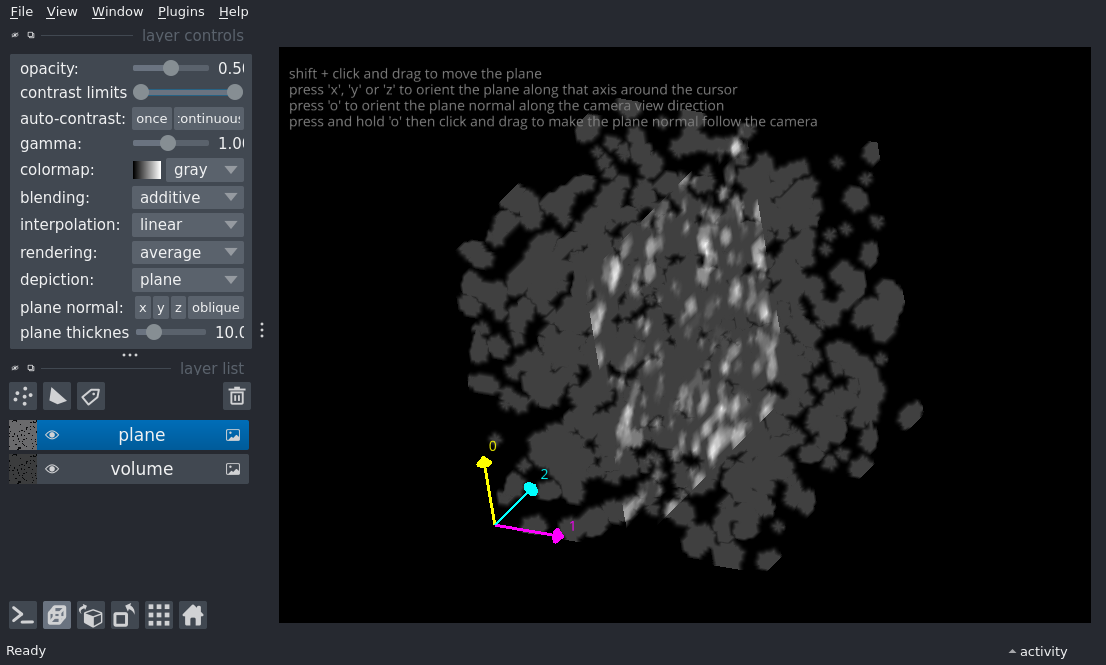 File View Window Plugins Help
layer controls
opacity: 0.50
contrast limits
auto-contrast: once continuous
gamma: 1.00
colormap: gray
blending: additive
interpolation: linear
rendering: average
depiction: plane
plane normal: x y z oblique
plane thicknes 10.0
layer list
plane
volume
shift + click and drag to move the plane
press 'x', 'y' or 'z' to orient the plane along that axis around the cursor
press 'o' to orient the plane normal along the camera view direction
press and hold 'o' then click and drag to make the plane normal follow the camera
0
2
1
Ready
activity